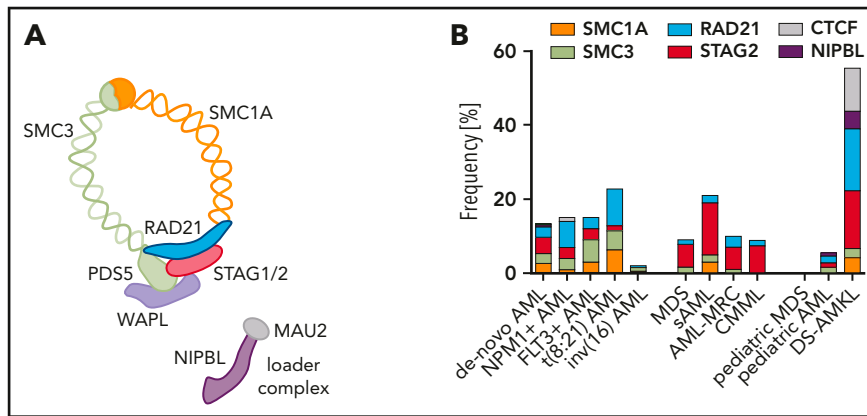 A
SMC3
SMC1A
RAD21
PDS5
STAG1/2
WAPL
MAU2
NIPBL
loader
complex
B
SMC1A
RAD21
CTCF
SMC3
STAG2
NIPBL
Frequency [%]
60
40
20
0
de-novo AML
NPM1+ AML
FLT3+ AML
t(8:21) AML
inv(16) AML
MDS
sAML
AML-MRC
CMML
pediatric MDS
pediatric AML
DS-AMKL